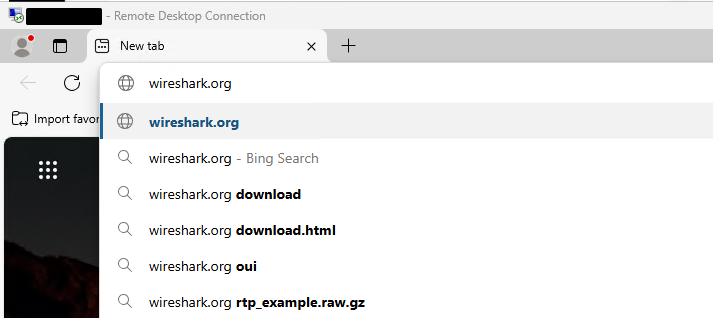 - Remote Desktop Connection
New tab
wireshark.org
Import favor
wireshark.org
wireshark.org - Bing Search
wireshark.org download
wireshark.org download.html
wireshark.org oui
wireshark.org rtp_example.raw.gz